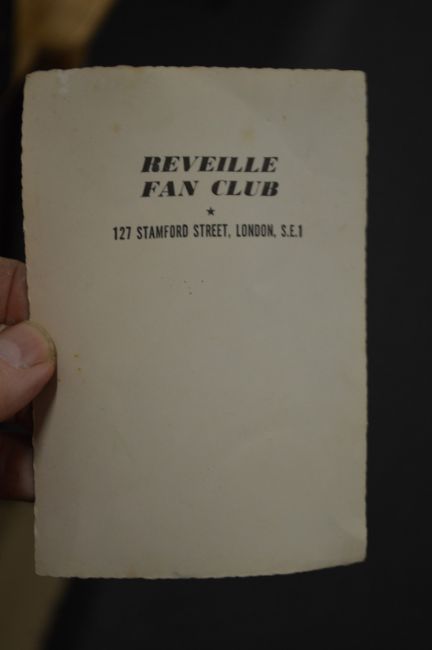 REVEILLE
FAN CLUB
★
127 STAMFORD STREET, LONDON, S.E.1